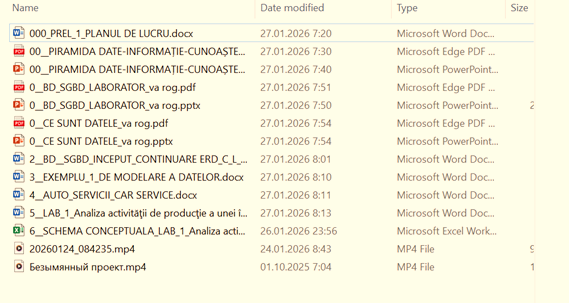 Name Date modified Type Size
000_PREL_1_PLANUL DE LUCRU.docx 27.01.2026 7:20 Microsoft Word Doc...
00__PIRAMIDA DATE-INFORMAȚIE-CUNOAȘTE... 27.01.2026 7:30 Microsoft Edge PDF ...
00__PIRAMIDA DATE-INFORMAȚIE-CUNOAȘTE... 27.01.2026 7:40 Microsoft PowerPoint...
0__BD_SGBD_LABORATOR_va rog.pdf 27.01.2026 7:51 Microsoft Edge PDF ...
0__BD_SGBD_LABORATOR_va rog.pptx 27.01.2026 7:50 Microsoft PowerPoint... 2
0__CE SUNT DATELE_va rog.pdf 27.01.2026 7:54 Microsoft Edge PDF ...
0__CE SUNT DATELE_va rog.pptx 27.01.2026 7:54 Microsoft PowerPoint...
2__BD__SGBD_INCEPUT_CONTINUARE ERD_C_L_... 27.01.2026 8:01 Microsoft Word Doc...
3__EXEMPLU_1_DE MODELARE A DATELOR.docx 27.01.2026 8:10 Microsoft Word Doc...
4__AUTO_SERVICII_CAR SERVICE.docx 27.01.2026 8:11 Microsoft Word Doc...
5__LAB_1_Analiza activităţii de producţie a unei î... 27.01.2026 8:13 Microsoft Word Doc...
6__SCHEMA CONCEPTUALA_LAB_1_Analiza acti... 26.01.2026 23:56 Microsoft Excel Work...
20260124_084235.mp4 24.01.2026 8:43 MP4 File 9
Безымянный проект.mp4 01.10.2025 7:04 MP4 File 1